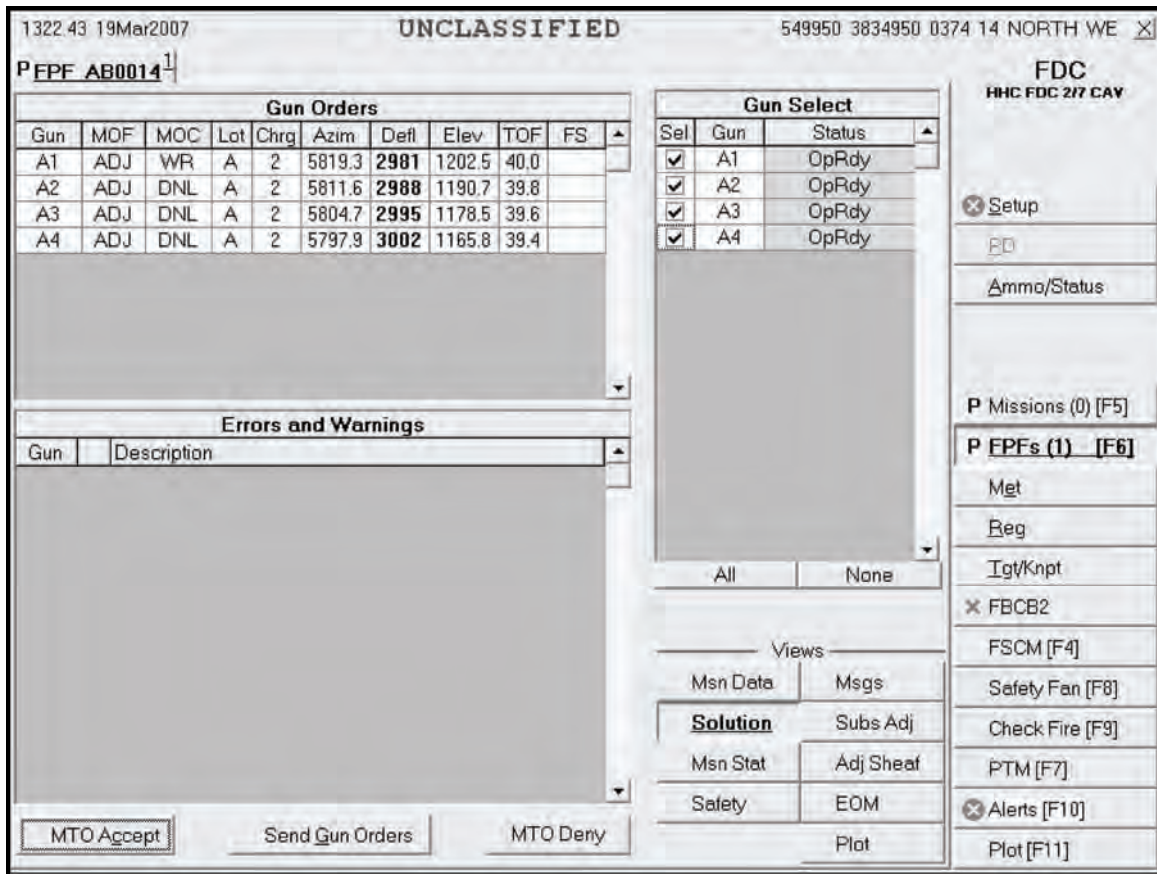 1322.43 19Mar2007 UNCLASSIFIED 549950 3834950 0374 14 NORTH WE X
P FPF AB0014 1
Gun Orders
Gun MOF MOC Lot Chrg Azim Defl Elev TOF FS
A1 ADJ WR A 2 5819.3 2981 1202.5 40.0
A2 ADJ DNL A 2 5811.6 2988 1190.7 39.8
A3 ADJ DNL A 2 5804.7 2995 1178.5 39.6
A4 ADJ DNL A 2 5797.9 3002 1165.8 39.4
Errors and Warnings
Gun Description
MTO Accept Send Gun Orders MTO Deny
Gun Select
Sel Gun Status
A1 OpRdy
A2 OpRdy
A3 OpRdy
A4 OpRdy
All None
Views
Msn Data Msgs
Solution Subs Adj
Msn Stat Adj Sheaf
Safety EOM
Plot
FDC
HHC FDC 2/7 CAV
Setup
Ammo/Status
P Missions (0) [F5]
P FPFs (1) [F6]
Met
Reg
Tgt/Knpt
FBCB2
FSCM [F4]
Safety Fan [F8]
Check Fire [F9]
PTM [F7]
Alerts [F10]
Plot [F11]